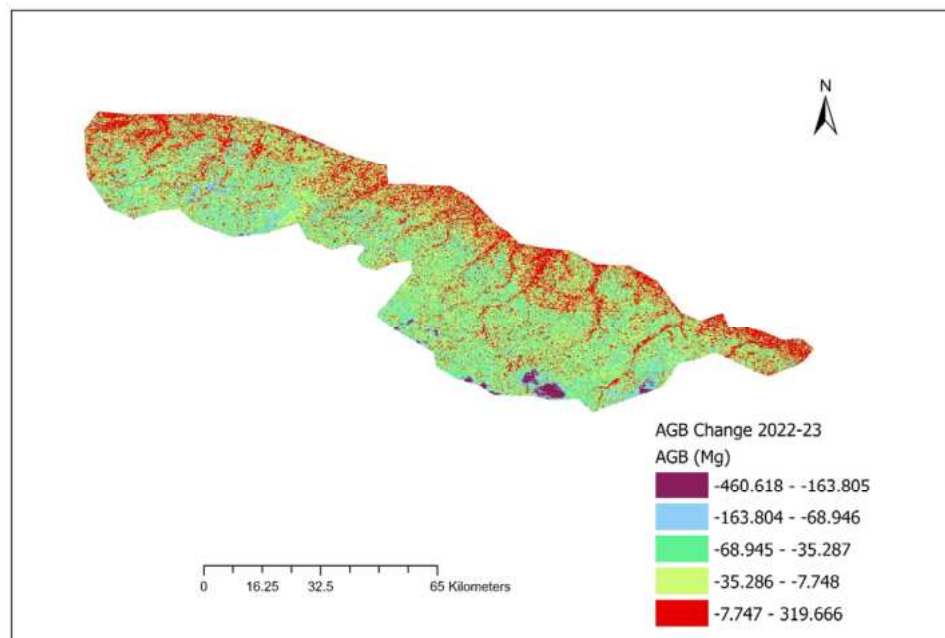 N
AGB Change 2022-23
AGB (Mg)
-460.618 - -163.805
-163.804 - -68.946
-68.945 - -35.287
-35.286 - -7.748
-7.747 - 319.666
0 16.25 32.5 65 Kilometers